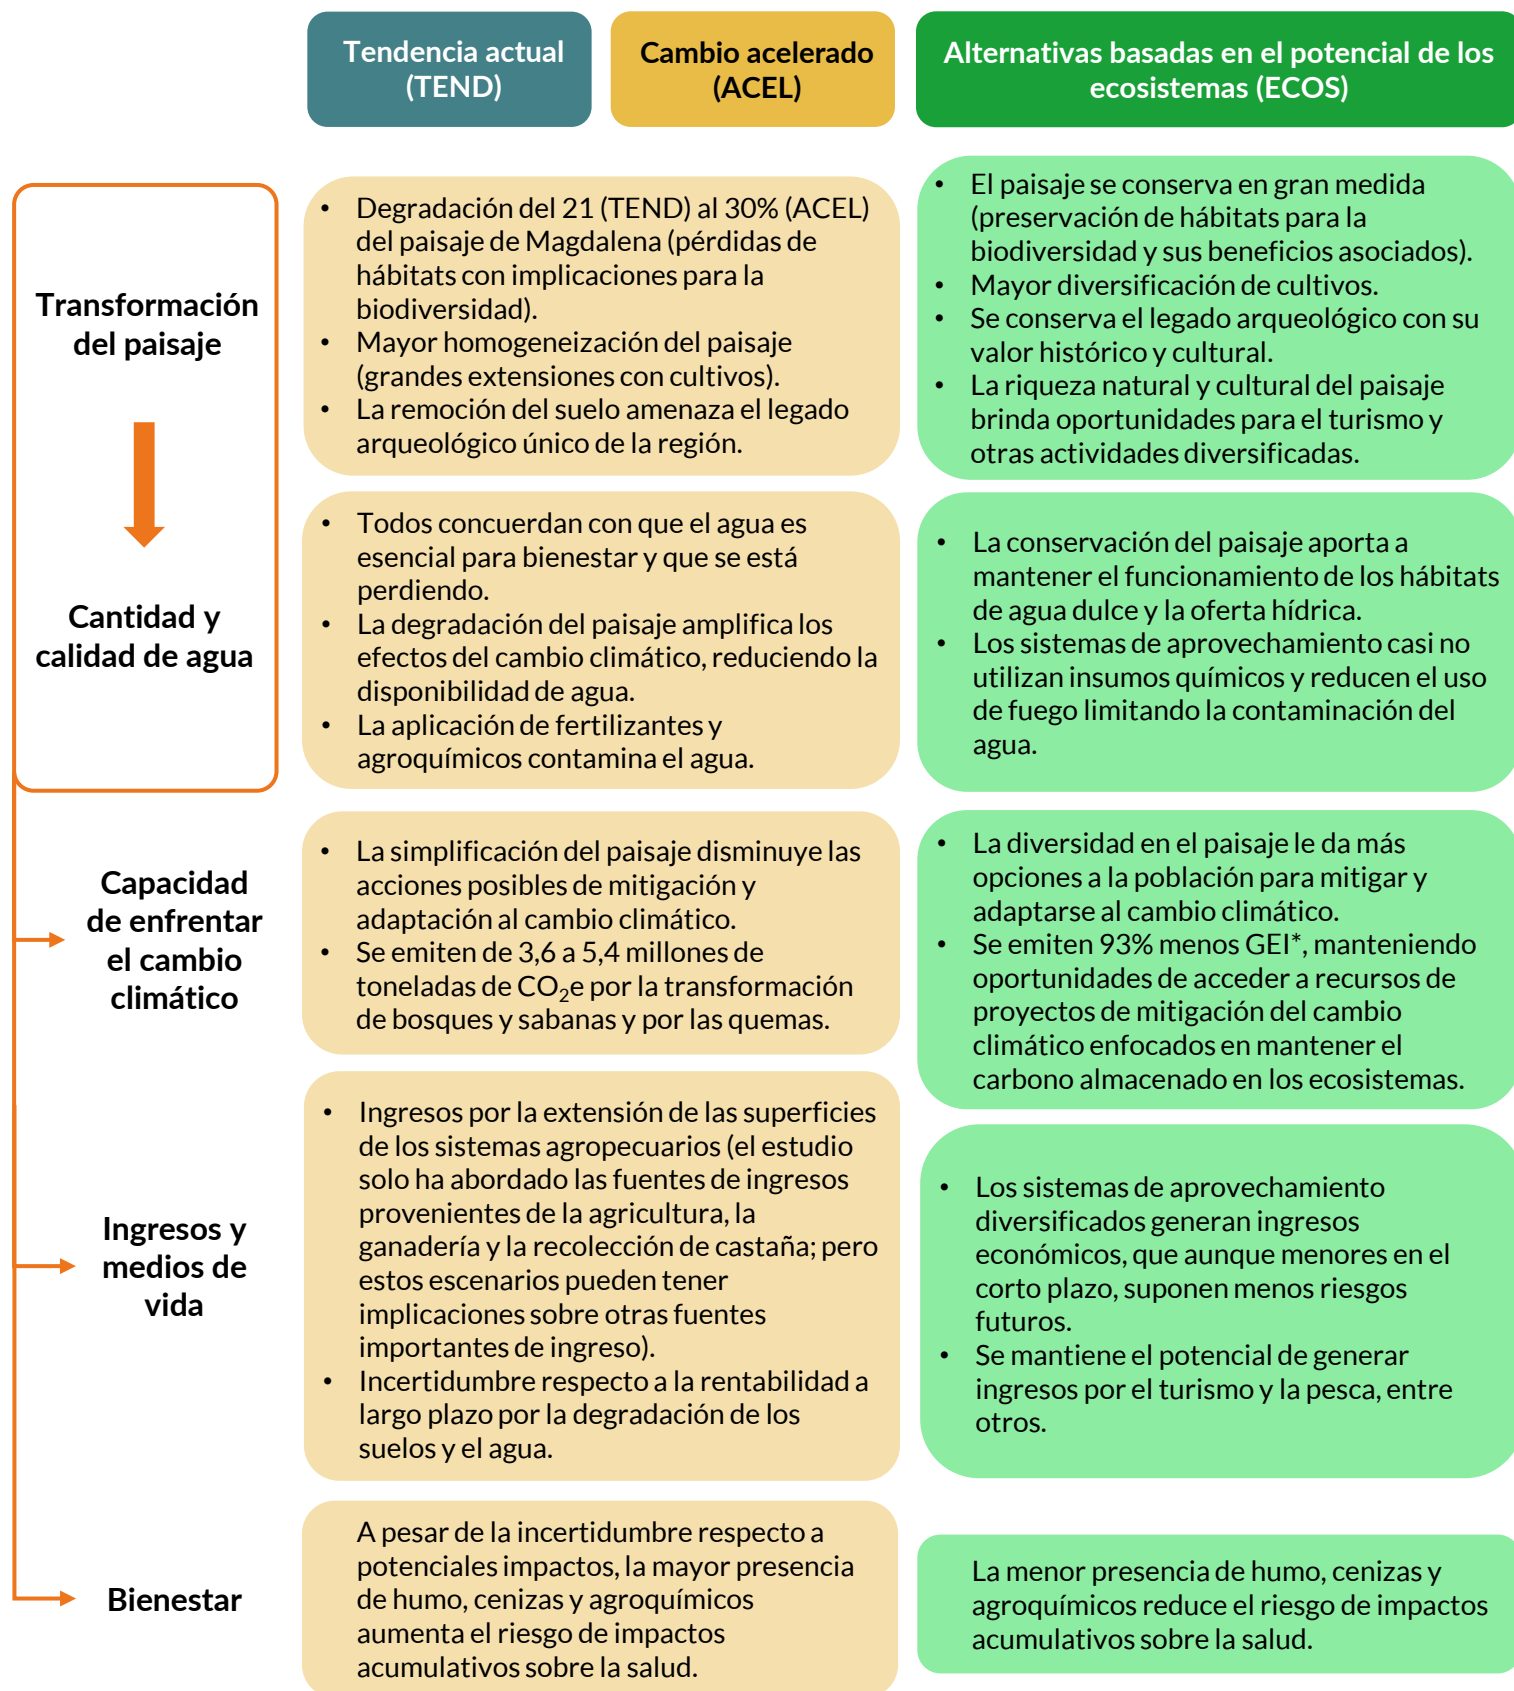 Tendencia actual
(TEND)
Cambio acelerado
(ACEL)
Alternativas basadas en el potencial de los
ecosistemas (ECOS)
Transformación
del paisaje
• Degradación del 21 (TEND) al 30% (ACEL)
del paisaje de Magdalena (pérdidas de
hábitats con implicaciones para la
biodiversidad).
• Mayor homogeneización del paisaje
(grandes extensiones con cultivos).
• La remoción del suelo amenaza el legado
arqueológico único de la región.
• El paisaje se conserva en gran medida
(preservación de hábitats para la
biodiversidad y sus beneficios asociados).
• Mayor diversificación de cultivos.
• Se conserva el legado arqueológico con su
valor histórico y cultural.
• La riqueza natural y cultural del paisaje
brinda oportunidades para el turismo y
otras actividades diversificadas.
Cantidad y
calidad de agua
• Todos concuerdan con que el agua es
esencial para bienestar y que se está
perdiendo.
• La degradación del paisaje amplifica los
efectos del cambio climático, reduciendo la
disponibilidad de agua.
• La aplicación de fertilizantes y
agroquímicos contamina el agua.
• La conservación del paisaje aporta a
mantener el funcionamiento de los hábitats
de agua dulce y la oferta hídrica.
• Los sistemas de aprovechamiento casi no
utilizan insumos químicos y reducen el uso
de fuego limitando la contaminación del
agua.
Capacidad
de enfrentar
el cambio
climático
• La simplificación del paisaje disminuye las
acciones posibles de mitigación y
adaptación al cambio climático.
• Se emiten de 3,6 a 5,4 millones de
toneladas de CO₂e por la transformación
de bosques y sabanas y por las quemas.
• La diversidad en el paisaje le da más
opciones a la población para mitigar y
adaptarse al cambio climático.
• Se emiten 93% menos GEI*, manteniendo
oportunidades de acceder a recursos de
proyectos de mitigación del cambio
climático enfocados en mantener el
carbono almacenado en los ecosistemas.
Ingresos y
medios de
vida
• Ingresos por la extensión de las superficies
de los sistemas agropecuarios (el estudio
solo ha abordado las fuentes de ingresos
provenientes de la agricultura, la
ganadería y la recolección de castaña; pero
estos escenarios pueden tener
implicaciones sobre otras fuentes
importantes de ingreso).
• Incertidumbre respecto a la rentabilidad a
largo plazo por la degradación de los
suelos y el agua.
• Los sistemas de aprovechamiento
diversificados generan ingresos
económicos, que aunque menores en el
corto plazo, suponen menos riesgos
futuros.
• Se mantiene el potencial de generar
ingresos por el turismo y la pesca, entre
otros.
Bienestar
A pesar de la incertidumbre respecto a
potenciales impactos, la mayor presencia
de humo, cenizas y agroquímicos
aumenta el riesgo de impactos
acumulativos sobre la salud.
La menor presencia de humo, cenizas y
agroquímicos reduce el riesgo de impactos
acumulativos sobre la salud.